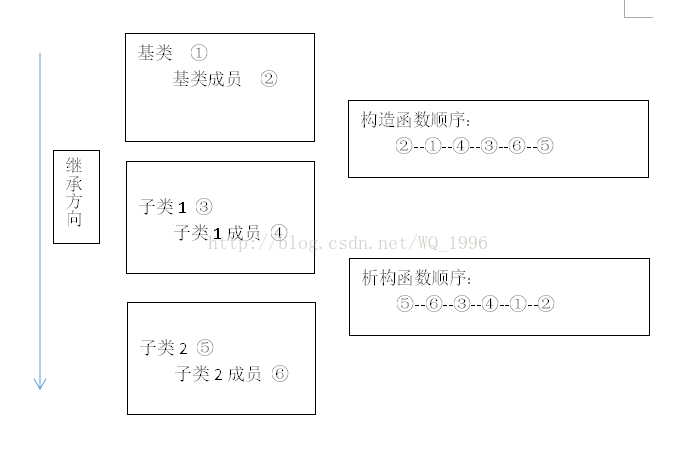 基类 ①
基类成员 ②
构造函数顺序：
②--①--④--③--⑥--⑤
继承方向
子类1 ③
子类1成员 ④
http://blog.csdn.net/WQ_1996
析构函数顺序：
⑤--⑥--③--④--①--②
子类2 ⑤
子类2成员 ⑥